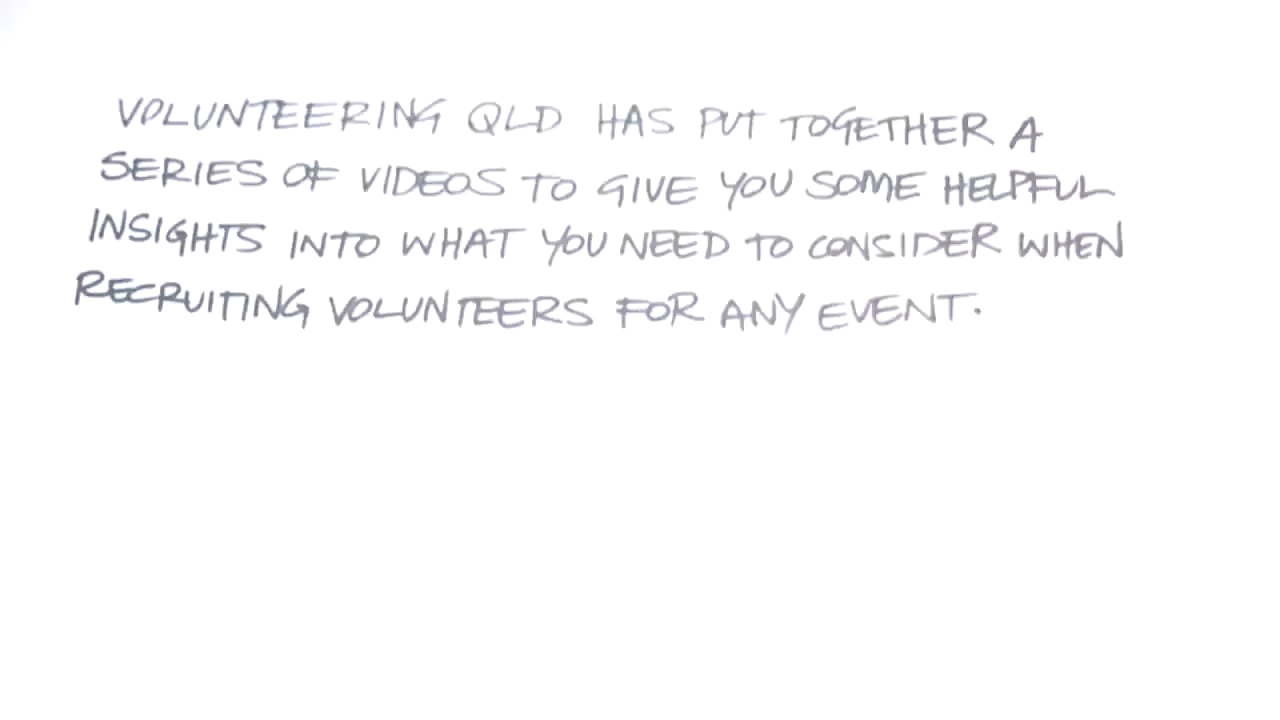 VOLUNTEERING QLD HAS PUT TOGETHER A
SERIES OF VIDEOS TO GIVE YOU SOME HELPFUL
INSIGHTS INTO WHAT YOU NEED TO CONSIDER WHEN
RECRUITING VOLUNTEERS FOR ANY EVENT.